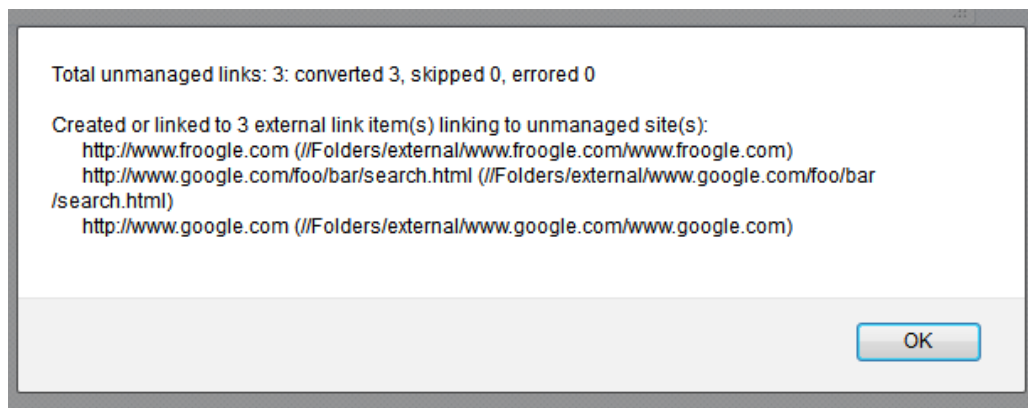 Total unmanaged links: 3: converted 3, skipped 0, errored 0
Created or linked to 3 external link item(s) linking to unmanaged site(s):
http://www.froogle.com (//Folders/external/www.froogle.com/www.froogle.com)
http://www.google.com/foo/bar/search.html (//Folders/external/www.google.com/foo/bar
/search.html)
http://www.google.com (//Folders/external/www.google.com/www.google.com)
OK